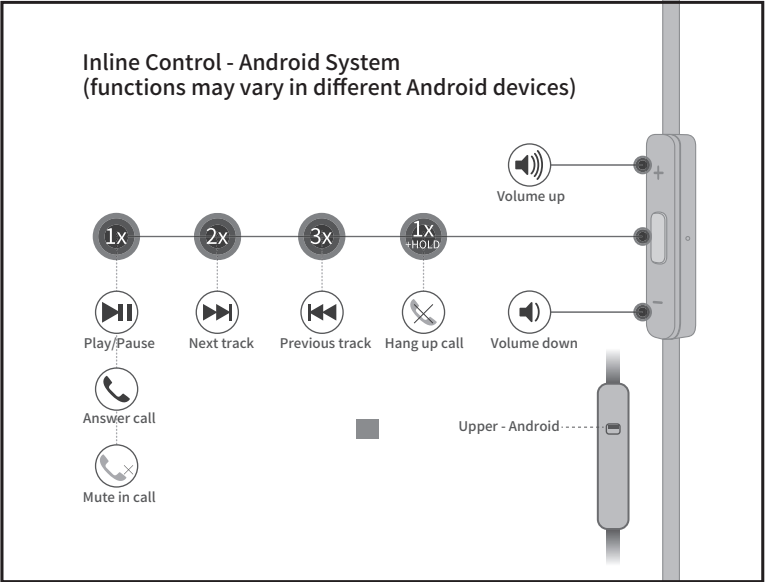 Inline Control - Android System
(functions may vary in different Android devices)
Volume up
+
1x
2x
3x
1x
+HOLD
Play/Pause
Next track
Previous track
Hang up call
Volume down
-
Answer call
Upper - Android
Mute in call